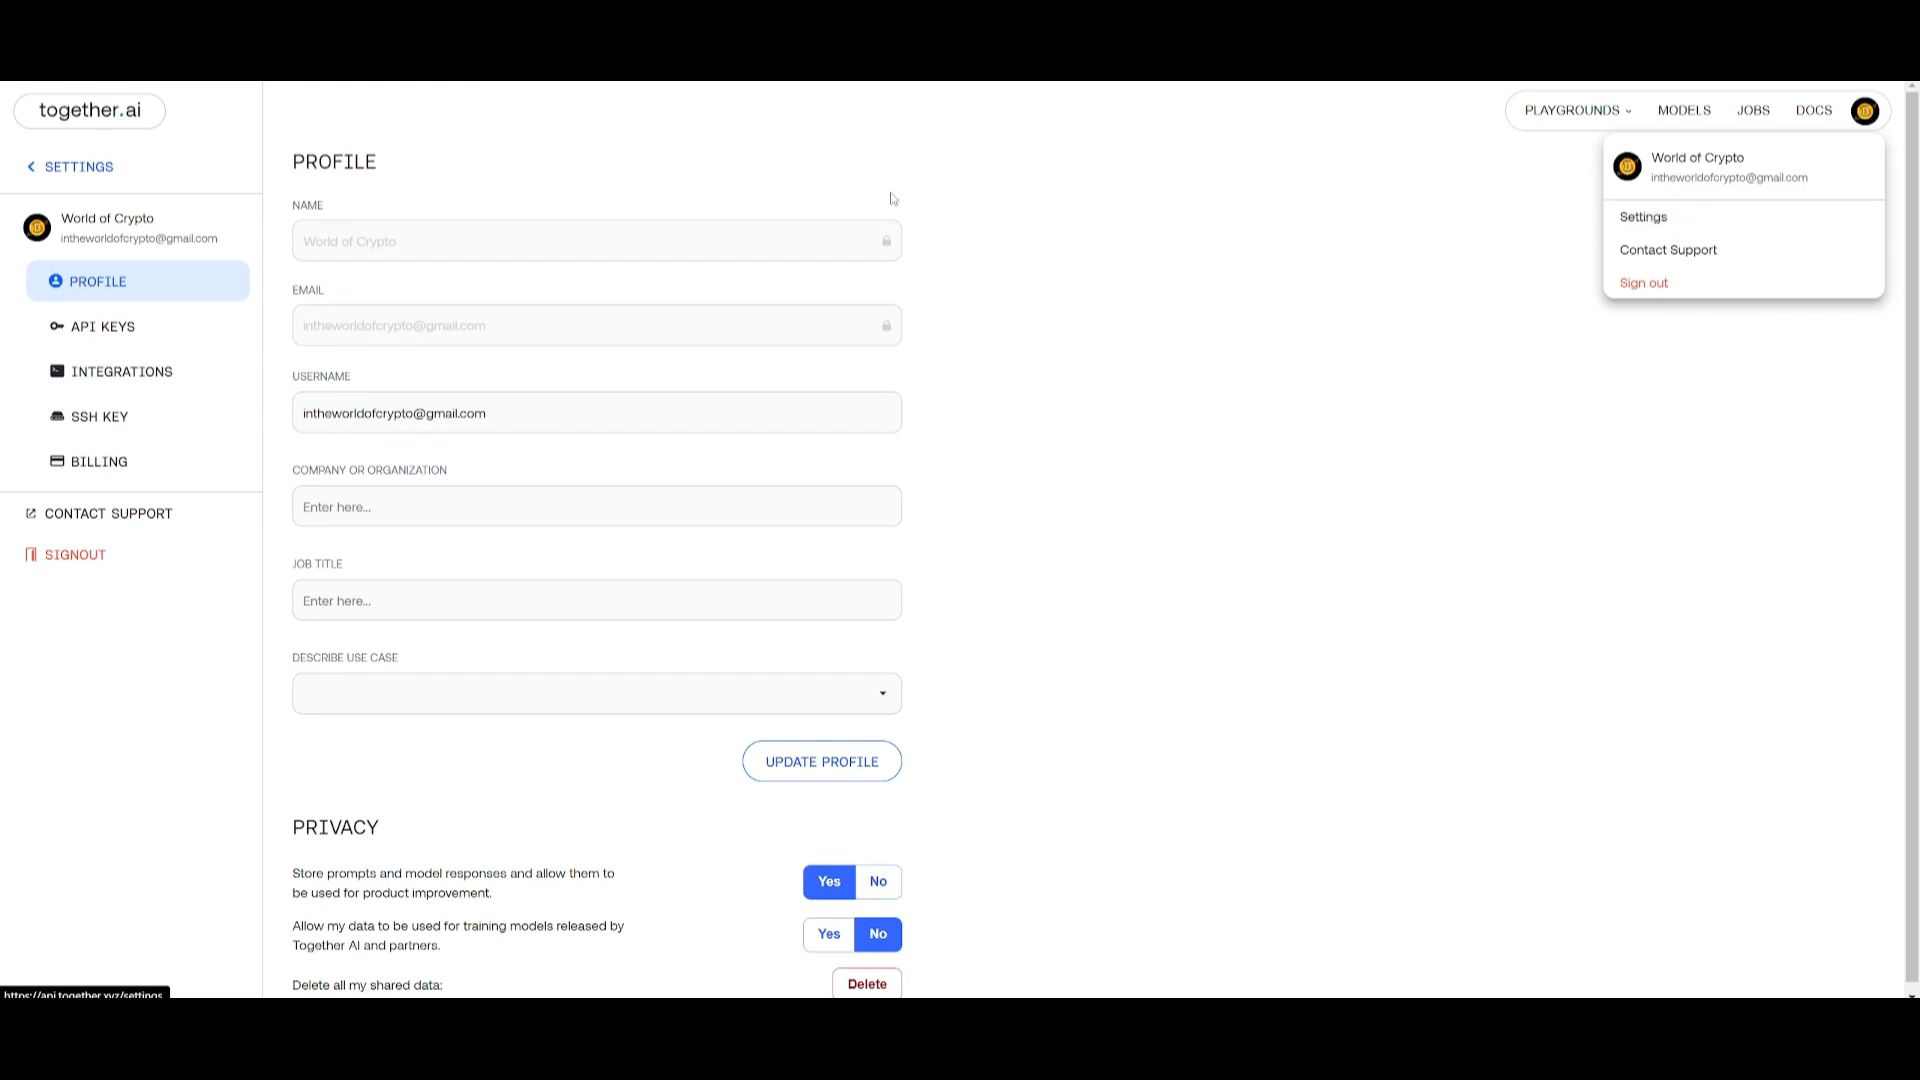 together.ai
PLAYGROUNDS
MODELS
JOBS
DOCS
SETTINGS
World of Crypto
intheworldofcrypto@gmail.com
PROFILE
API KEYS
INTEGRATIONS
SSH KEY
BILLING
CONTACT SUPPORT
SIGNOUT
PROFILE
NAME
World of Crypto
EMAIL
intheworldofcrypto@gmail.com
USERNAME
intheworldofcrypto@gmail.com
COMPANY OR ORGANIZATION
Enter here...
JOB TITLE
Enter here...
DESCRIBE USE CASE
UPDATE PROFILE
PRIVACY
Store prompts and model responses and allow them to
be used for product improvement.
Yes No
Allow my data to be used for training models released by
Together AI and partners.
Yes No
Delete all my shared data:
Delete
World of Crypto
intheworldofcrypto@gmail.com
Settings
Contact Support
Sign out
https://api.together.xyz/settings